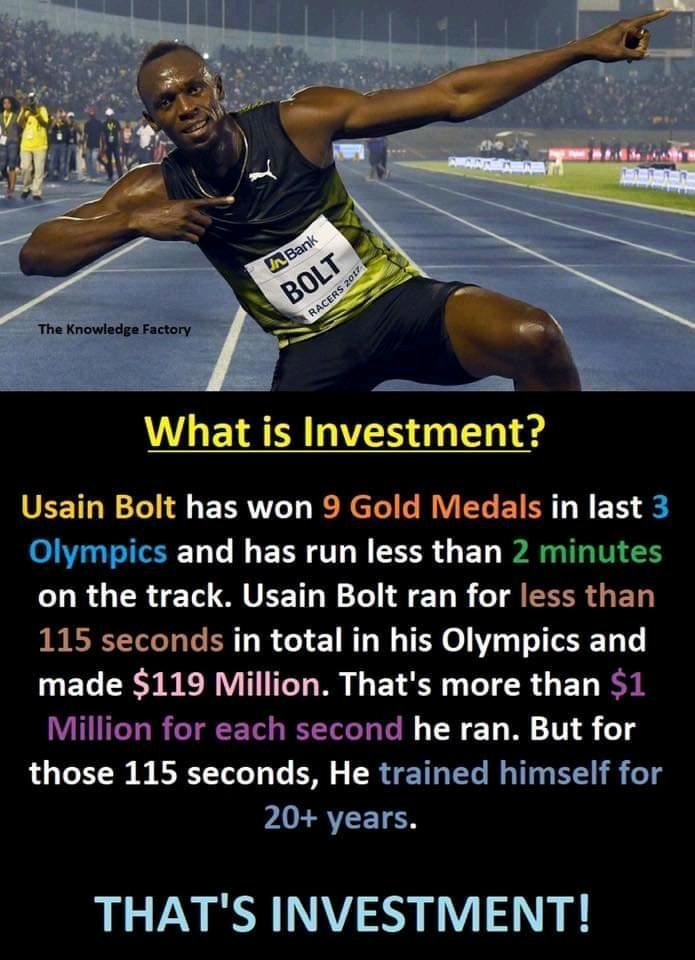 JN Bank
BOLT
RACERS 2017
The Knowledge Factory
What is Investment?
Usain Bolt has won 9 Gold Medals in last 3
Olympics and has run less than 2 minutes
on the track. Usain Bolt ran for less than
115 seconds in total in his Olympics and
made $119 Million. That's more than $1
Million for each second he ran. But for
those 115 seconds, He trained himself for
20+ years.
THAT'S INVESTMENT!